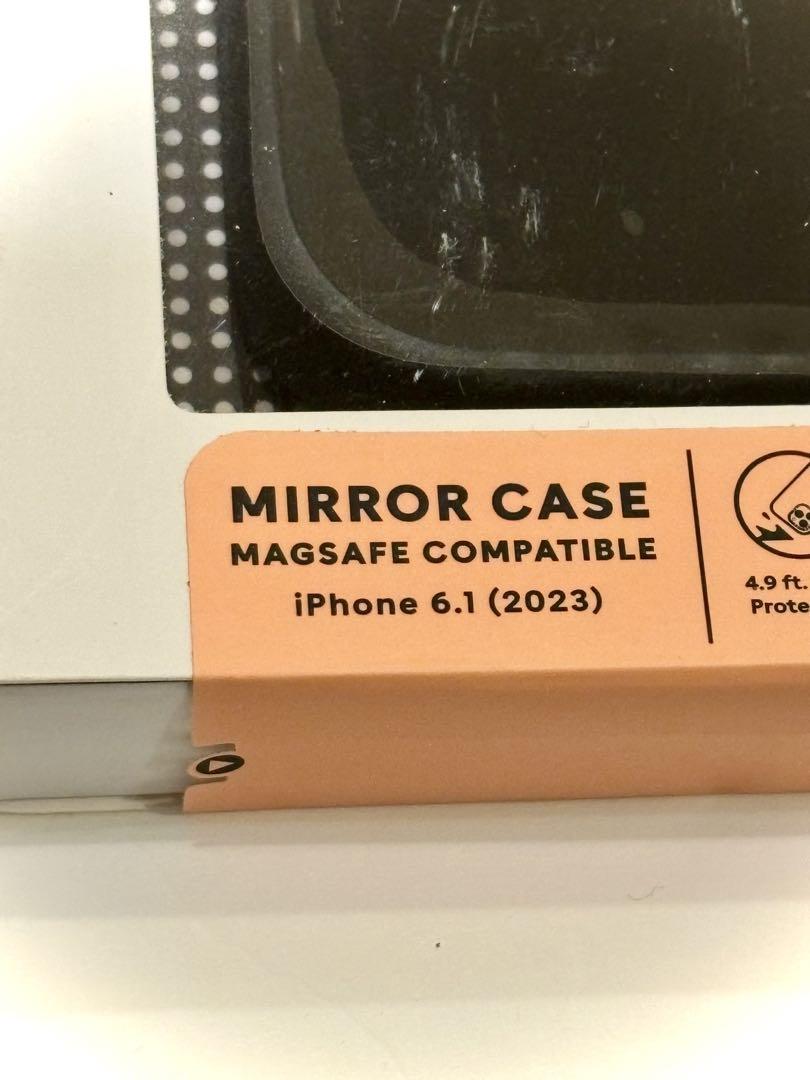 MIRROR CASE
MAGSAFE COMPATIBLE
iPhone 6.1 (2023)
4.9 ft.